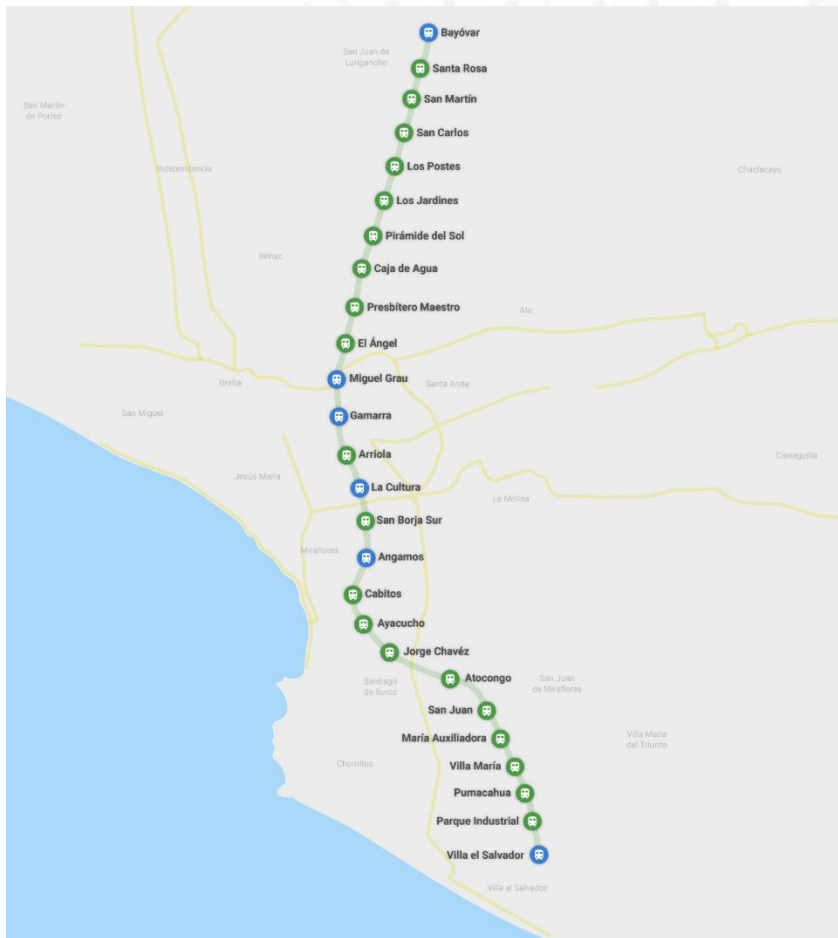 Bayóvar
San Juan de
Lurigancho
Santa Rosa
San Martín
San Martín
de Porres
San Carlos
Los Postes
Independencia
Chaclacayo
Los Jardines
Pirámide del Sol
Rímac
Caja de Agua
Presbítero Maestro
Ate
El Ángel
Miguel Grau
Breña
Santa Anita
San Miguel
Gamarra
Arriola
Cieneguilla
Jesús María
La Cultura
La Molina
San Borja Sur
Miraflores
Angamos
Cabitos
Ayacucho
Jorge Chavéz
Atocongo
Santiago
de Surco
San Juan
de Miraflores
San Juan
María Auxiliadora
Villa María
del Triunfo
Chorrillos
Villa María
Pumacahua
Parque Industrial
Villa el Salvador
Villa el Salvador